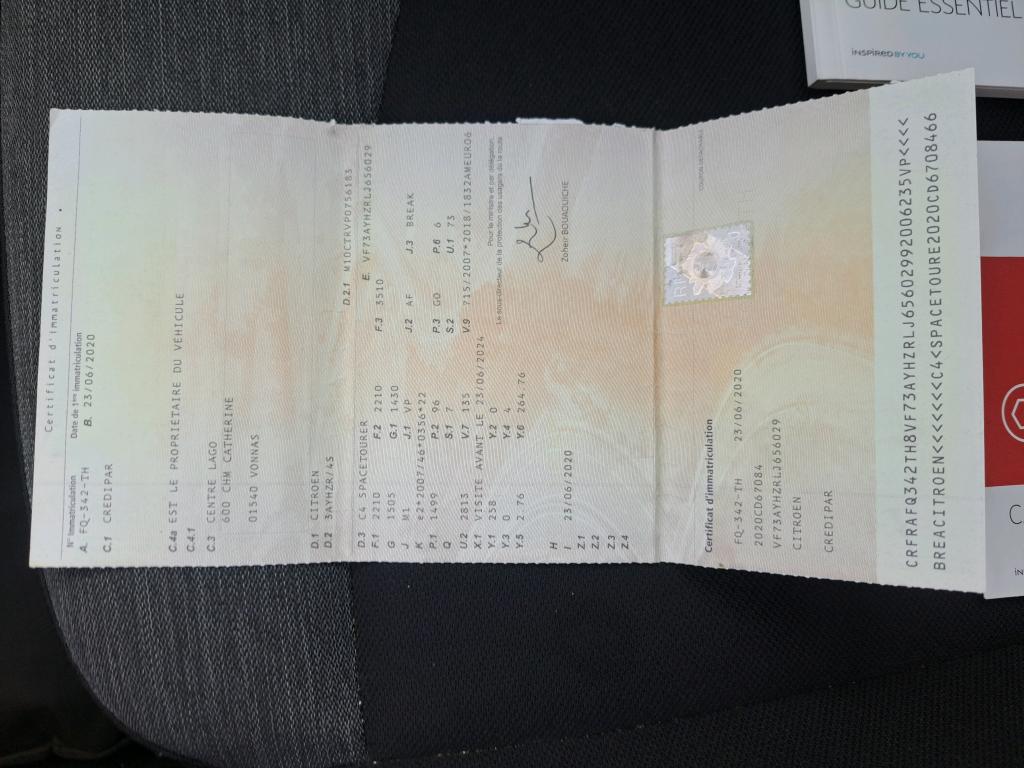 Certificat d'immatriculation
N° Immatriculation Date de 1ère immatriculation
A. FQ-342-TH B. 23/06/2020
C.1 CREDIPAR
C.4a EST LE PROPRIETAIRE DU VEHICULE
C.4.1
C.3 CENTRE LAGO
600 CHM CATHERINE
01540 VONNAS
D.1 CITROEN
D.2 3AYHZR/4S D.2.1 M10CTRVP0756183
D.3 C4 SPACETOURER E. VF73AYHZRLJ656029
F.1 2210 F.2 2210 F.3 3510
G 1505 G.1 1430
J M1 J.1 VP J.2 AF J.3 BREAK
K e2*2007/46*0356*22
P.1 1499 P.2 96 P.3 GO P.6 6
Q S.1 7 S.2 U.1 73
U.2 2813 V.7 135 V.9 715/2007*2018/1832AMEURO6
X.1 VISITE AVANT LE 23/06/2024
Y.1 258 Y.2 0
Y.3 0 Y.4 4
Y.5 2.76 Y.6 264.76
Pour le ministre et par délégation,
Le sous-directeur de la protection des usagers de la route
Zoheir BOUAOUICHE
H
I 23/06/2020
Z.1
Z.2
Z.3
Z.4
COUPON DETACHABLE
Certificat d'immatriculation
FQ-342-TH 23/06/2020
2020CD67084
VF73AYHZRLJ656029
CITROEN
CREDIPAR
CRFRAFQ342TH8VF73AYHZRLJ65602992006235VP<<<<
BREACITROEN<<<<<<<C4<SPACETOURE2020CD6708466
GUIDE ESSENTIEL
INSPIRED BY YOU